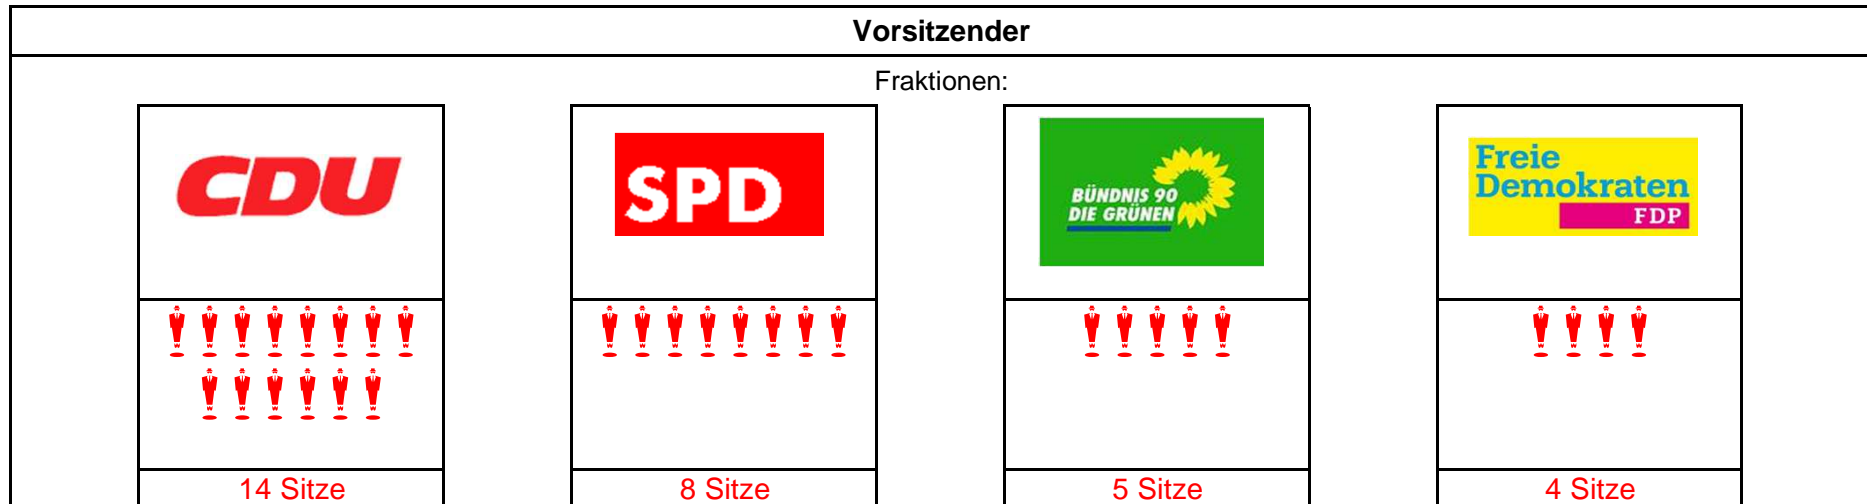 Vorsitzender
Fraktionen:
CDU
SPD
BÜNDNIS 90
DIE GRÜNEN
Freie
Demokraten
FDP
14 Sitze
8 Sitze
5 Sitze
4 Sitze